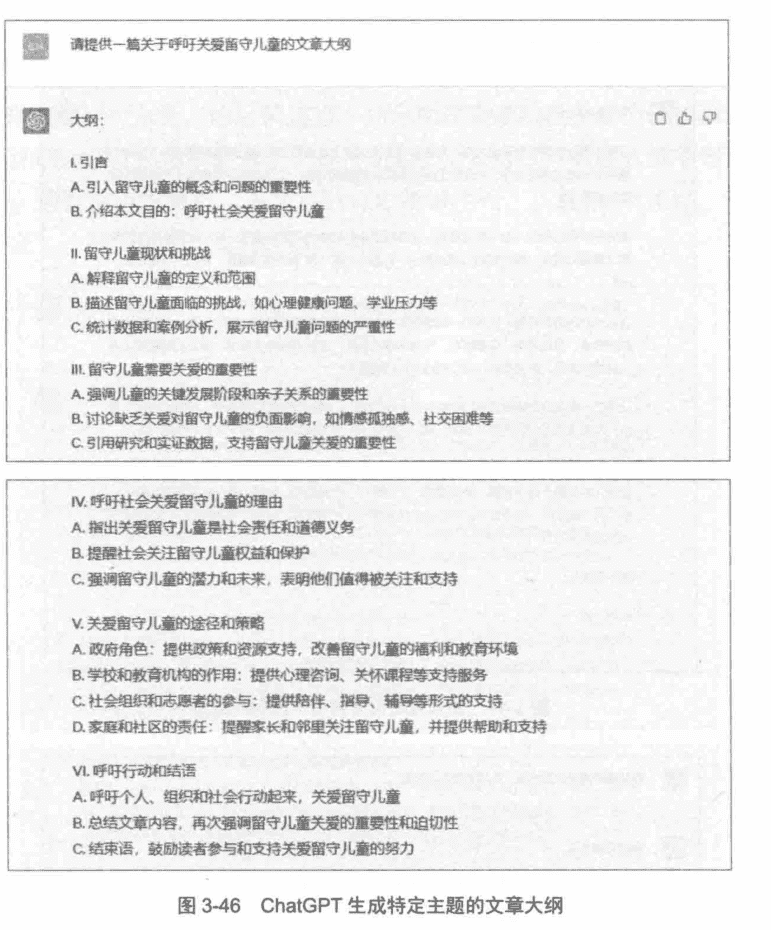 请提供一篇关于呼吁关爱留守儿童的文章大纲
大纲：
I. 引言
A. 引入留守儿童的概念和问题的重要性
B. 介绍本文目的：呼吁社会关爱留守儿童
II. 留守儿童现状和挑战
A. 解释留守儿童的定义和范围
B. 描述留守儿童面临的挑战，如心理健康问题、学业压力等
C. 统计数据和案例分析，展示留守儿童问题的严重性
III. 留守儿童需要关爱的重要性
A. 强调儿童的关键发展阶段和亲子关系的重要性
B. 讨论缺乏关爱对留守儿童的负面影响，如情感孤独感、社交困难等
C. 引用研究和实证数据，支持留守儿童关爱的重要性
IV. 呼吁社会关爱留守儿童的理由
A. 指出关爱留守儿童是社会责任和道德义务
B. 提醒社会关注留守儿童权益和保护
C. 强调留守儿童的潜力和未来，表明他们值得被关注和支持
V. 关爱留守儿童的途径和策略
A. 政府角色：提供政策和资源支持，改善留守儿童的福利和教育环境
B. 学校和教育机构的作用：提供心理咨询、关怀课程等支持服务
C. 社会组织和志愿者的参与：提供陪伴、指导、辅导等形式的支持
D. 家庭和社区的责任：提醒家长和邻里关注留守儿童，并提供帮助和支持
VI. 呼吁行动和结语
A. 呼吁个人、组织和社会行动起来，关爱留守儿童
B. 总结文章内容，再次强调留守儿童关爱的重要性和迫切性
C. 结束语，鼓励读者参与和支持关爱留守儿童的努力
图 3-46 ChatGPT 生成特定主题的文章大纲